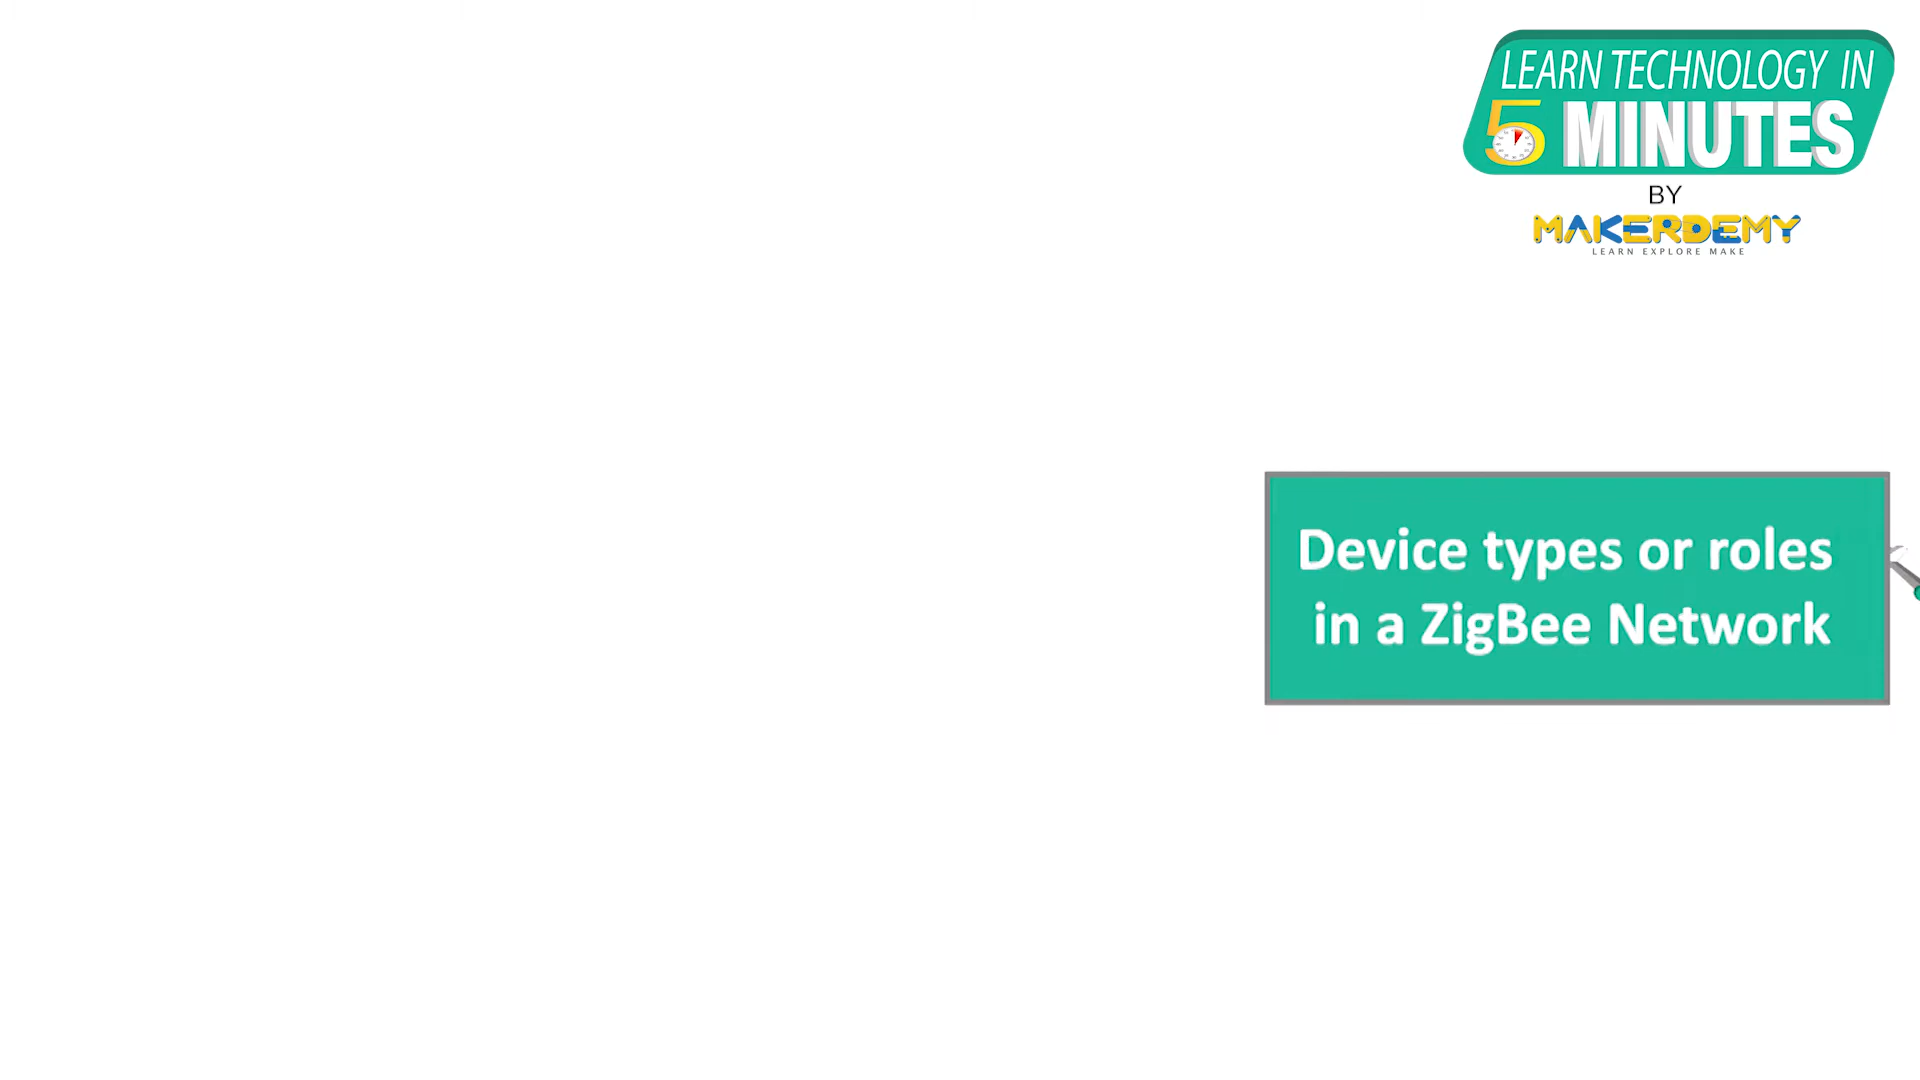 LEARN TECHNOLOGY IN
5 MINUTES
BY
MAKERDEMY
LEARN EXPLORE MAKE
Device types or roles
in a ZigBee Network